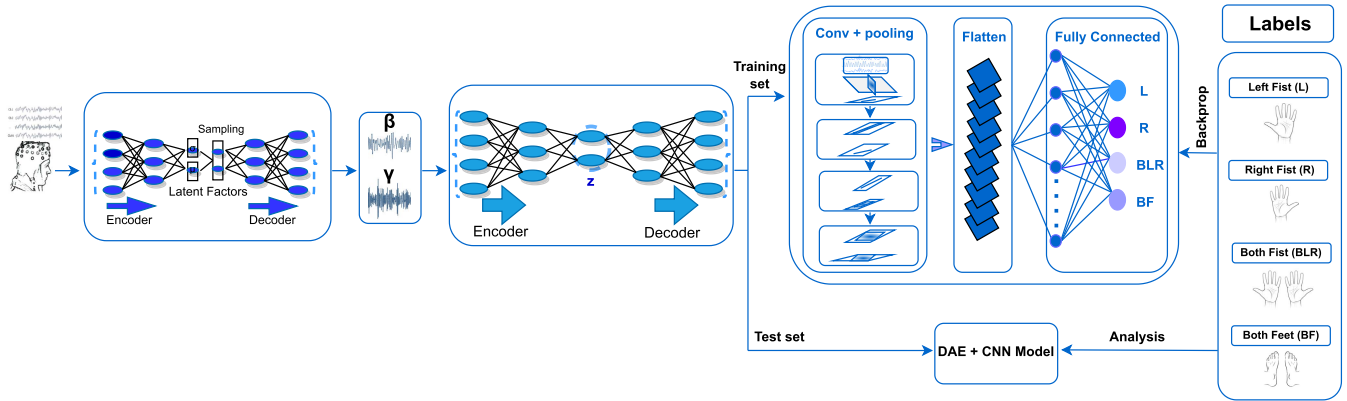 Sampling
σ
μ
Latent Factors
Encoder
Decoder
β
γ
z
Encoder
Decoder
Training
set
Test set
Conv + pooling
Flatten
Fully Connected
L
R
BLR
BF
DAE + CNN Model
Backprop
Analysis
Labels
Left Fist (L)
Right Fist (R)
Both Fist (BLR)
Both Feet (BF)